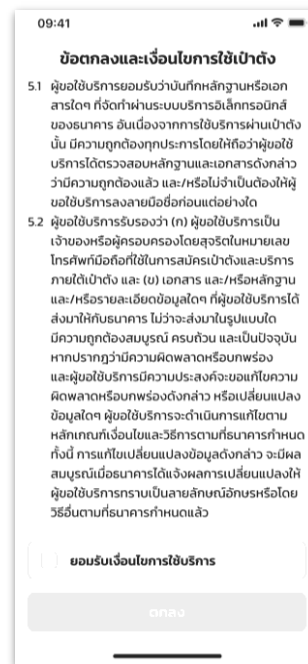 09:41
ข้อตกลงและเงื่อนไขการใช้เป๋าตัง
5.1 ผู้ขอใช้บริการยอมรับว่าบันทึกหลักฐานหรือเอก
สารใดๆ ที่จัดทำผ่านระบบบริการอิเล็กทรอนิกส์
ของธนาคาร อันเนื่องจากการใช้บริการผ่านเป๋าตัง
นั้น มีความถูกต้องทุกประการโดยให้ถือว่าผู้ขอใช้
บริการได้ตรวจสอบหลักฐานและเอกสารดังกล่าว
ว่ามีความถูกต้องแล้ว และ/หรือไม่จำเป็นต้องให้ผู้
ขอใช้บริการลงลายมือชื่อก่อนแต่อย่างใด
5.2 ผู้ขอใช้บริการรับรองว่า (ก) ผู้ขอใช้บริการเป็น
เจ้าของหรือผู้ครอบครองโดยสุจริตในหมายเลข
โทรศัพท์มือถือที่ใช้ในการสมัครเป๋าตังและบริการ
ภายใต้เป๋าตัง และ (ข) เอกสาร และ/หรือหลักฐาน
และ/หรือรายละเอียดข้อมูลใดๆ ที่ผู้ขอใช้บริการได้
ส่งมาให้กับธนาคาร ไม่ว่าจะส่งมาในรูปแบบใด
มีความถูกต้องสมบูรณ์ ครบถ้วน และเป็นปัจจุบัน
หากปรากฏว่ามีความผิดพลาดหรือบกพร่อง
และผู้ขอใช้บริการมีความประสงค์จะขอแก้ไขความ
ผิดพลาดหรือบกพร่องดังกล่าว หรือเปลี่ยนแปลง
ข้อมูลใดๆ ผู้ขอใช้บริการจะดำเนินการแก้ไขตาม
หลักเกณฑ์เงื่อนไขและวิธีการตามที่ธนาคารกำหนด
ทั้งนี้ การแก้ไขเปลี่ยนแปลงข้อมูลดังกล่าว จะมีผล
สมบูรณ์เมื่อธนาคารได้แจ้งผลการเปลี่ยนแปลงให้
ผู้ขอใช้บริการทราบเป็นลายลักษณ์อักษรหรือโดย
วิธีอื่นตามที่ธนาคารกำหนดแล้ว
ยอมรับเงื่อนไขการใช้บริการ
ตกลง